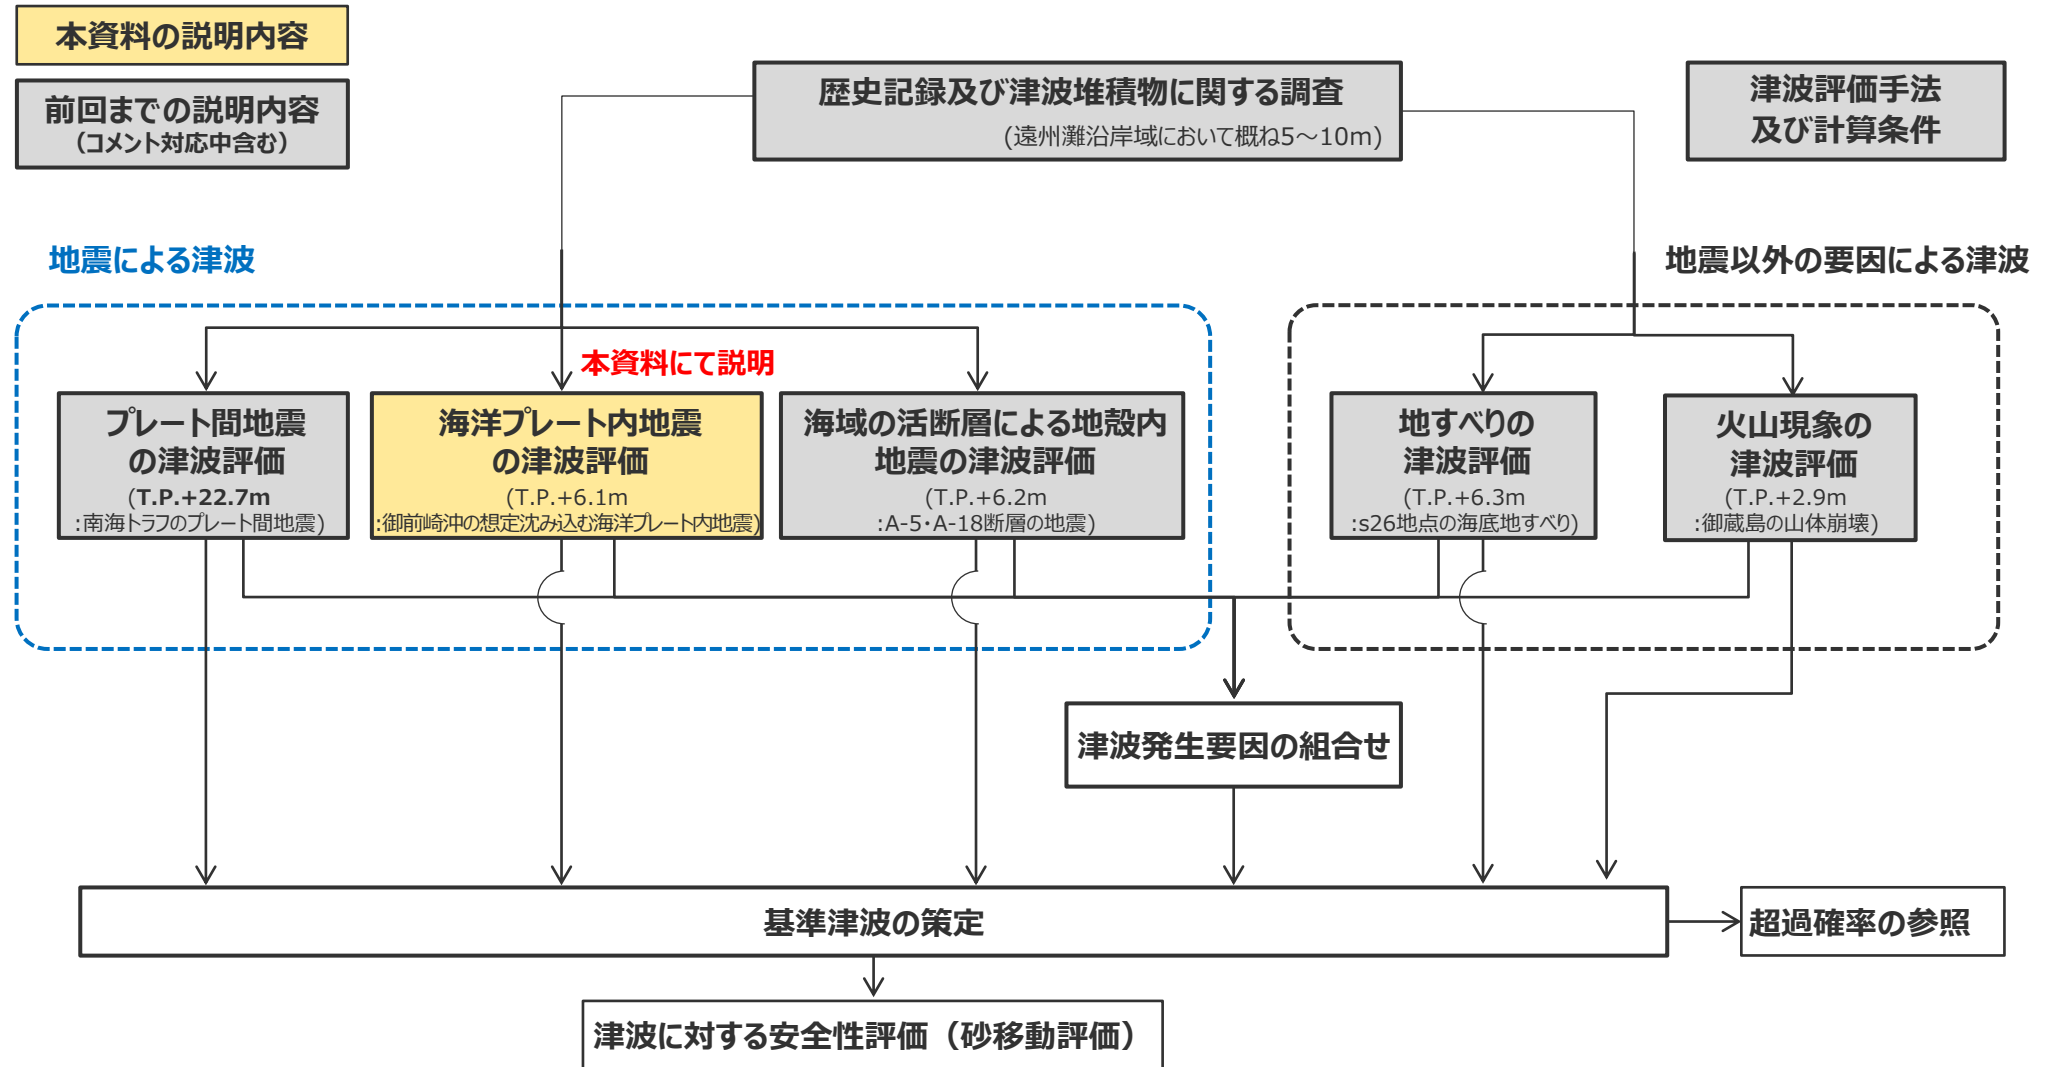 本資料の説明内容
前回までの説明内容
(コメント対応中含む)
歴史記録及び津波堆積物に関する調査
(遠州灘沿岸域において概ね5～10m)
津波評価手法
及び計算条件
地震による津波
地震以外の要因による津波
本資料にて説明
プレート間地震
の津波評価
(T.P.+22.7m
:南海トラフのプレート間地震)
海洋プレート内地震
の津波評価
(T.P.+6.1m
:御前崎沖の想定沈み込む海洋プレート内地震)
海域の活断層による地殻内
地震の津波評価
(T.P.+6.2m
:A-5・A-18断層の地震)
地すべりの
津波評価
(T.P.+6.3m
:s26地点の海底地すべり)
火山現象の
津波評価
(T.P.+2.9m
:御蔵島の山体崩壊)
津波発生要因の組合せ
基準津波の策定
超過確率の参照
津波に対する安全性評価（砂移動評価）